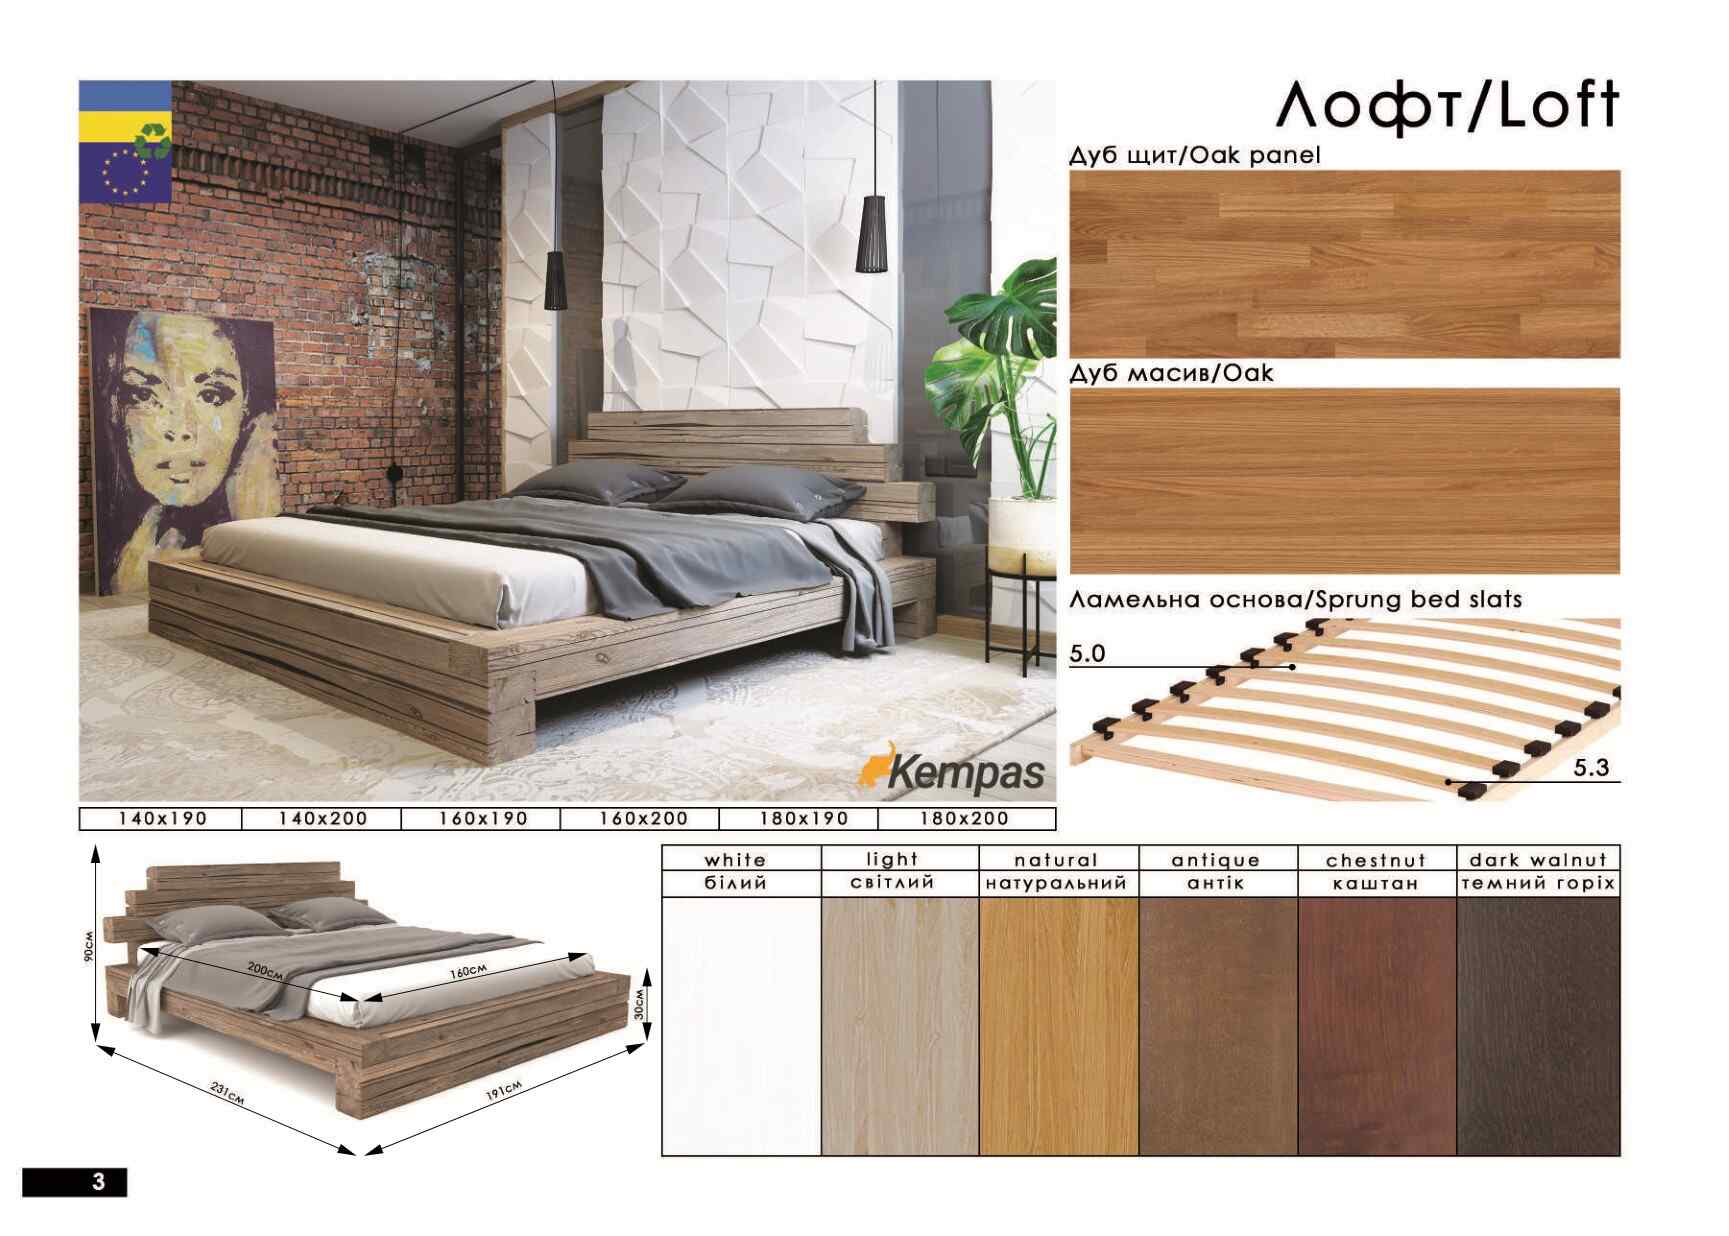 Лофт/Loft
Дуб щит/Oak panel
Дуб масив/Oak
Ламельна основа/Sprung bed slats
5.0
5.3
Kempas
140x190 140x200 160x190 160x200 180x190 180x200
90см
200см
160см
30см
231см
191см
white light natural antique chestnut dark walnut
білий світлий натуральний антік каштан темний горіх
3